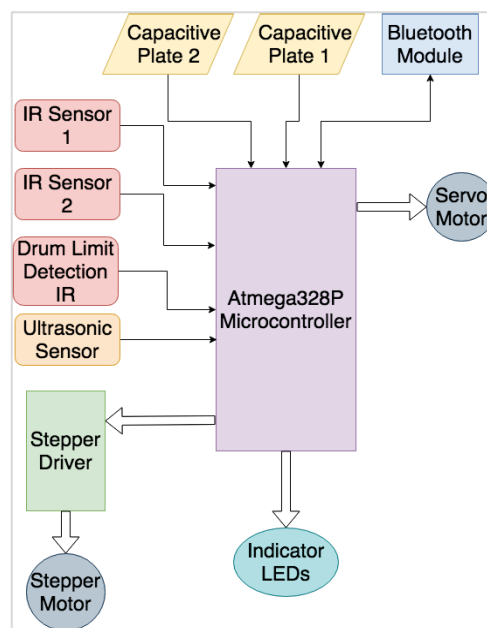 Capacitive
Plate 2
Capacitive
Plate 1
Bluetooth
Module
IR Sensor
1
IR Sensor
2
Drum Limit
Detection
IR
Ultrasonic
Sensor
Atmega328P
Microcontroller
Servo
Motor
Stepper
Driver
Stepper
Motor
Indicator
LEDs